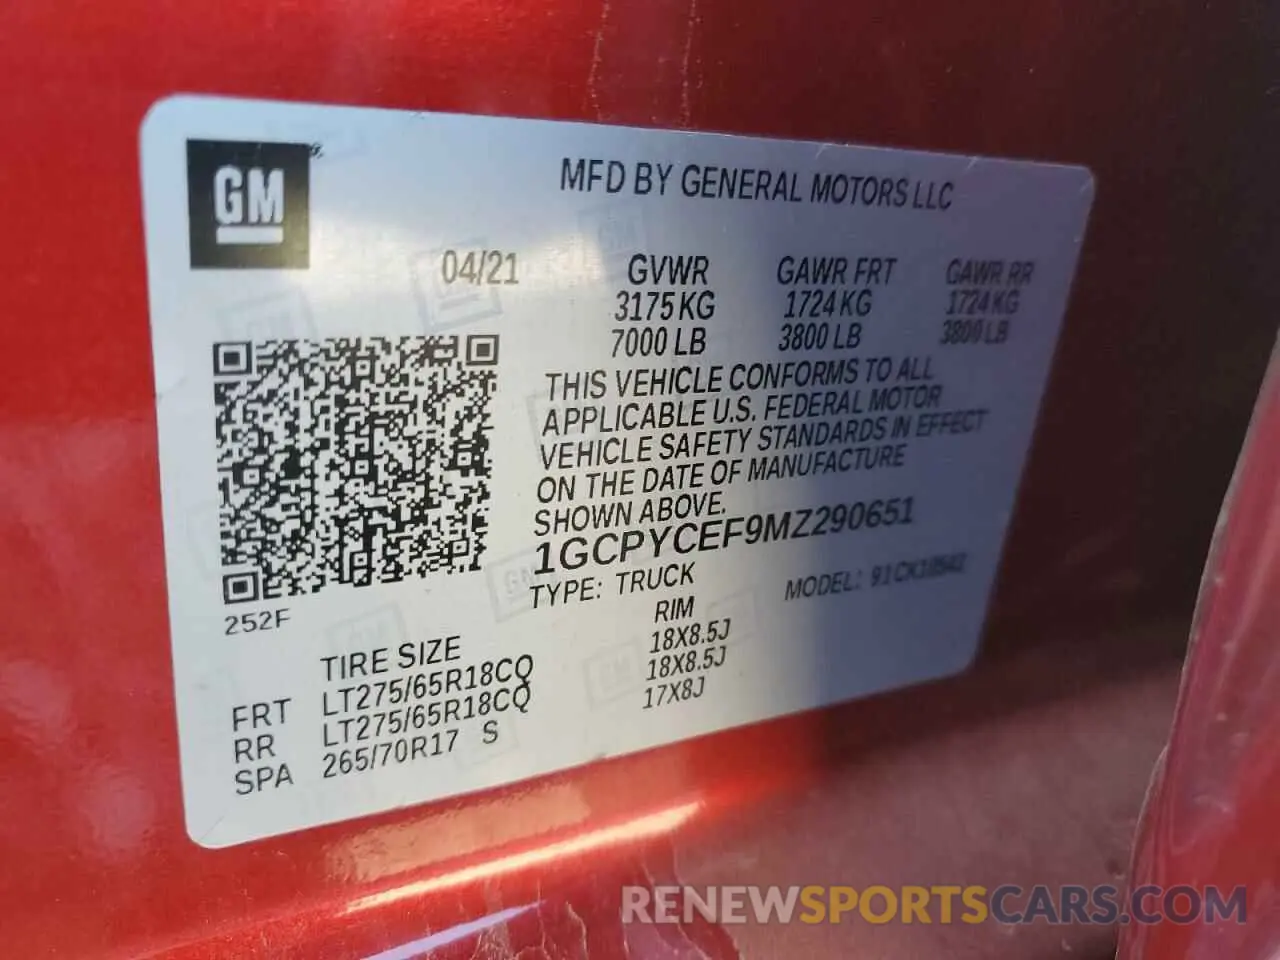 GM
MFD BY GENERAL MOTORS LLC
04/21
GVWR GAWR FRT GAWR RR
3175 KG 1724 KG 1724 KG
7000 LB 3800 LB 3800 LB
THIS VEHICLE CONFORMS TO ALL
APPLICABLE U.S. FEDERAL MOTOR
VEHICLE SAFETY STANDARDS IN EFFECT
ON THE DATE OF MANUFACTURE
SHOWN ABOVE.
1GCPYCEF9MZ290651
TYPE: TRUCK MODEL:
252F
TIRE SIZE RIM
FRT LT275/65R18CQ 18X8.5J
RR LT275/65R18CQ 18X8.5J
SPA 265/70R17 S 17X8J
RENEWSPORTSCARS.COM